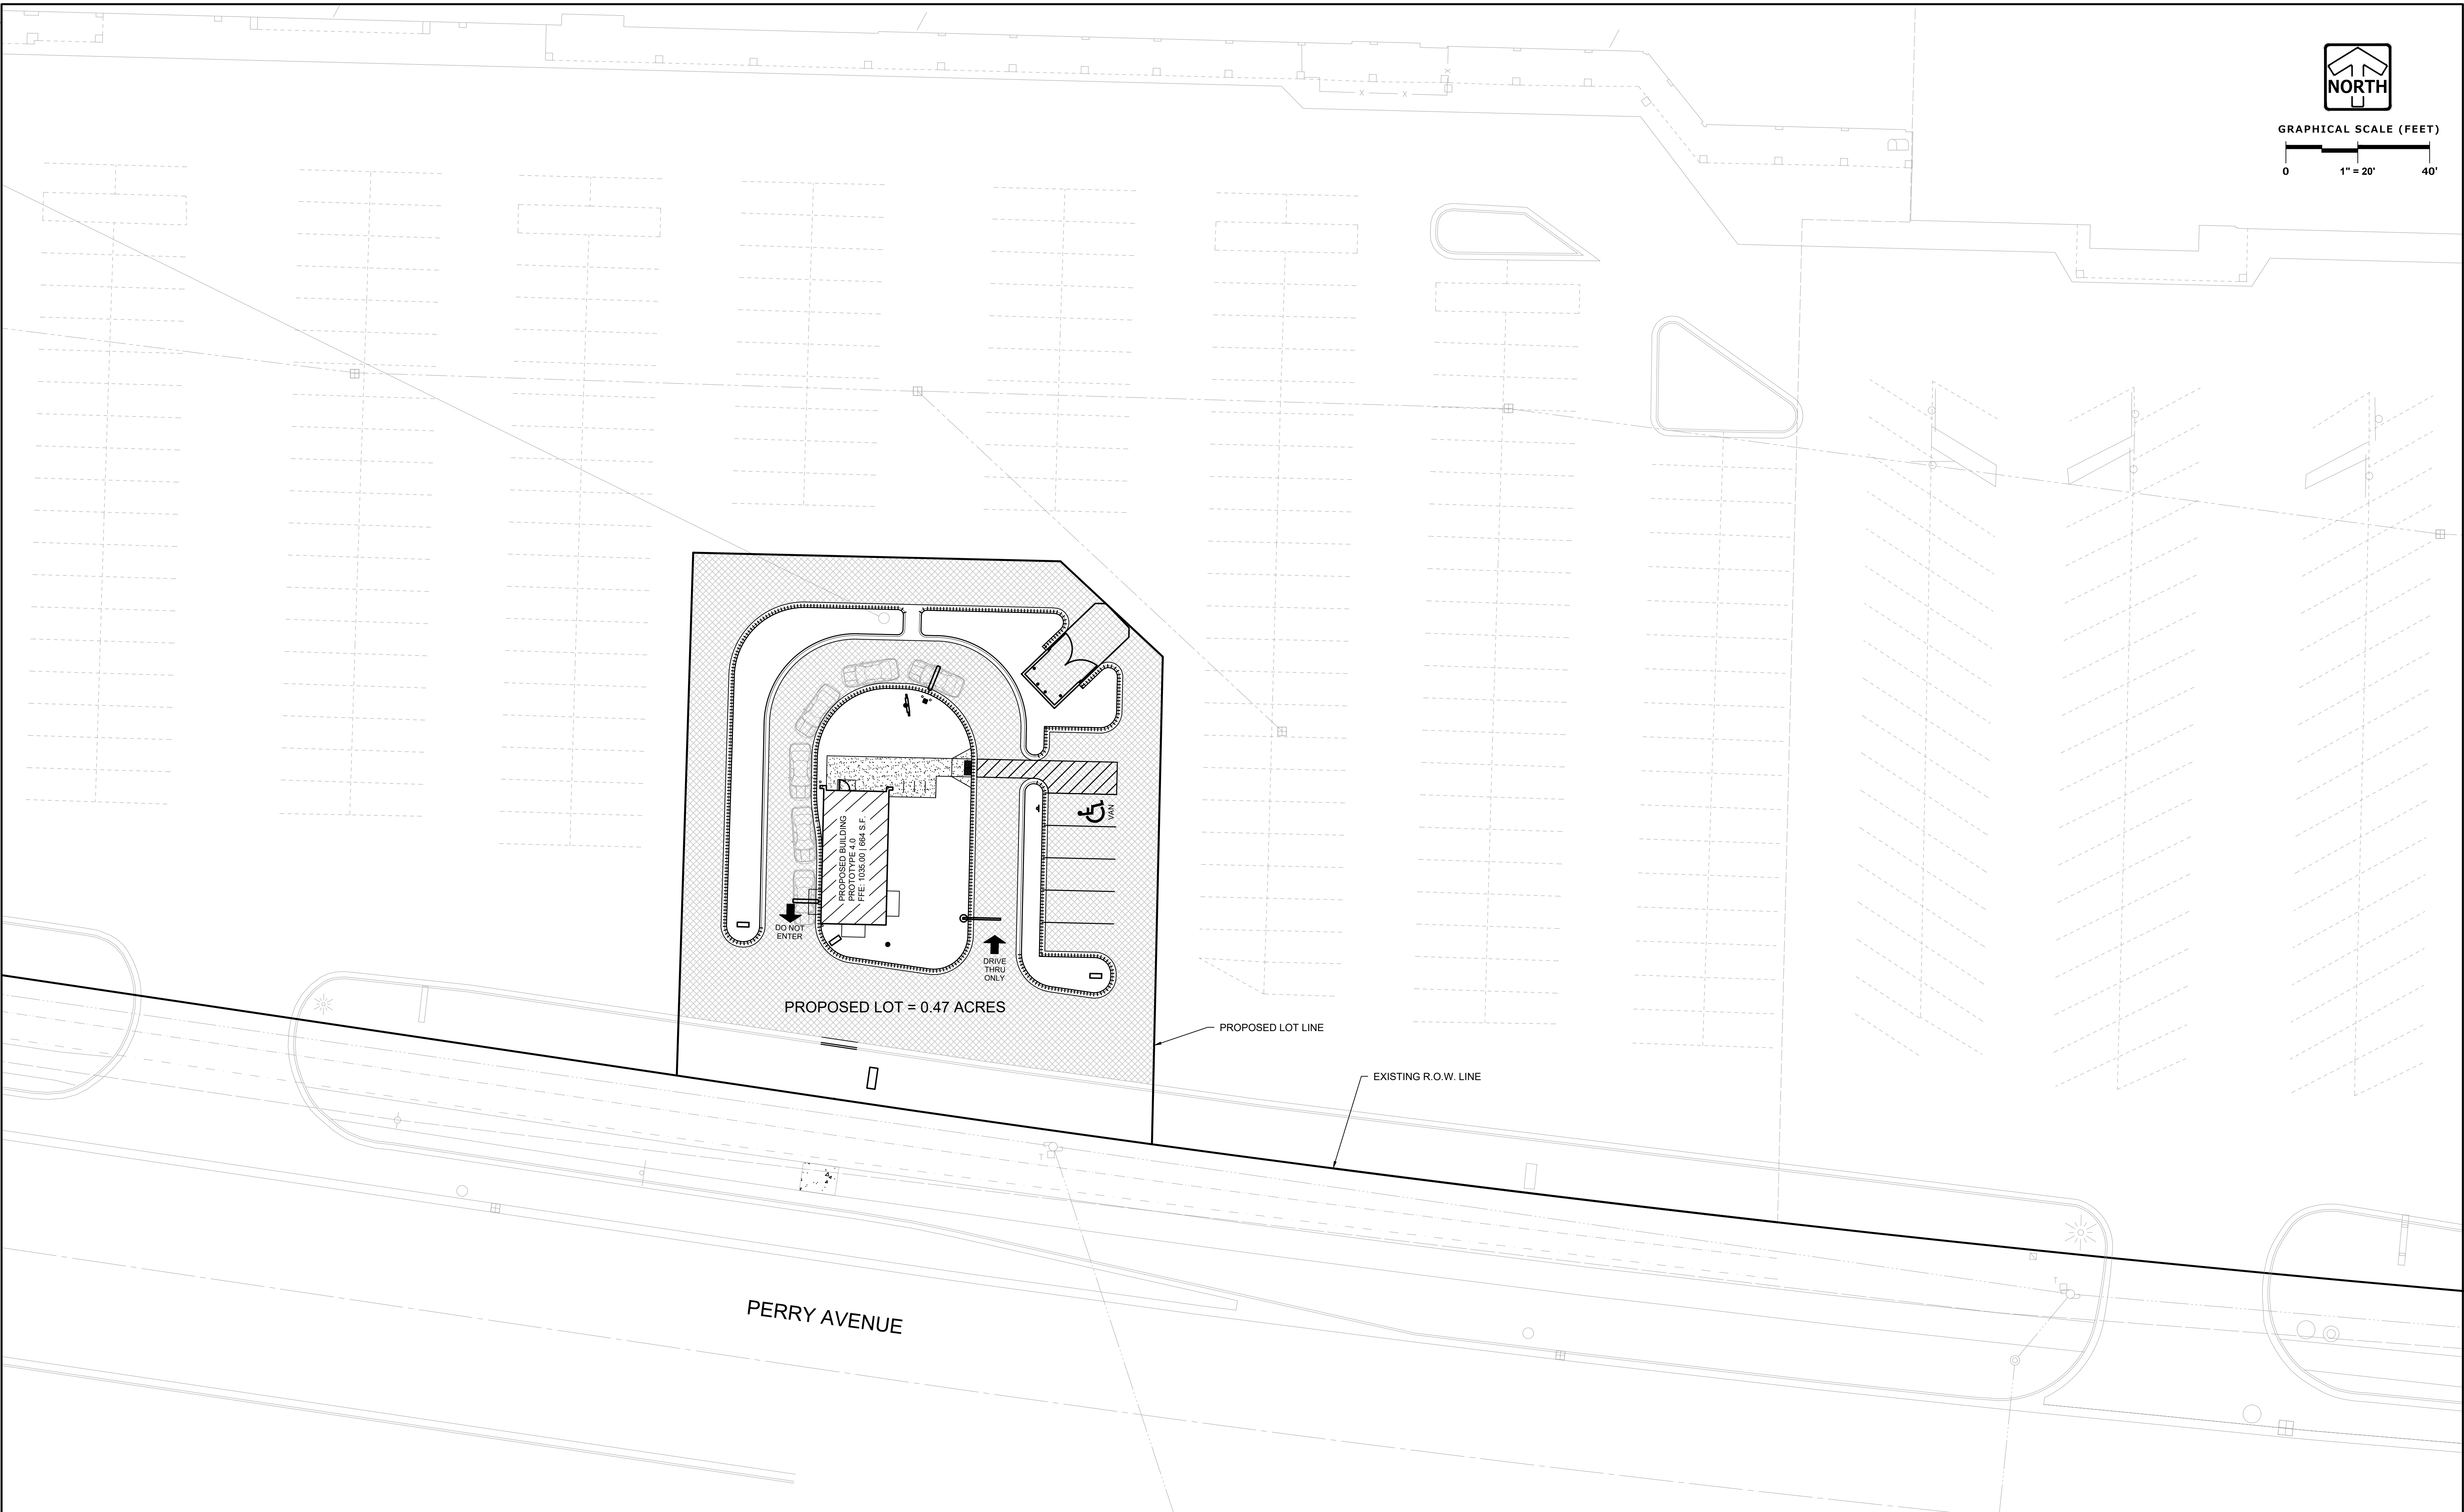 NORTH
GRAPHICAL SCALE (FEET)
0 1" = 20' 40'
VAN
PROPOSED BUILDING
PROTOTYPE 4.0
FFE: 1035.00 | 664 S.F.
DO NOT
ENTER
DRIVE
THRU
ONLY
PROPOSED LOT = 0.47 ACRES
PROPOSED LOT LINE
EXISTING R.O.W. LINE
T
T
PERRY AVENUE